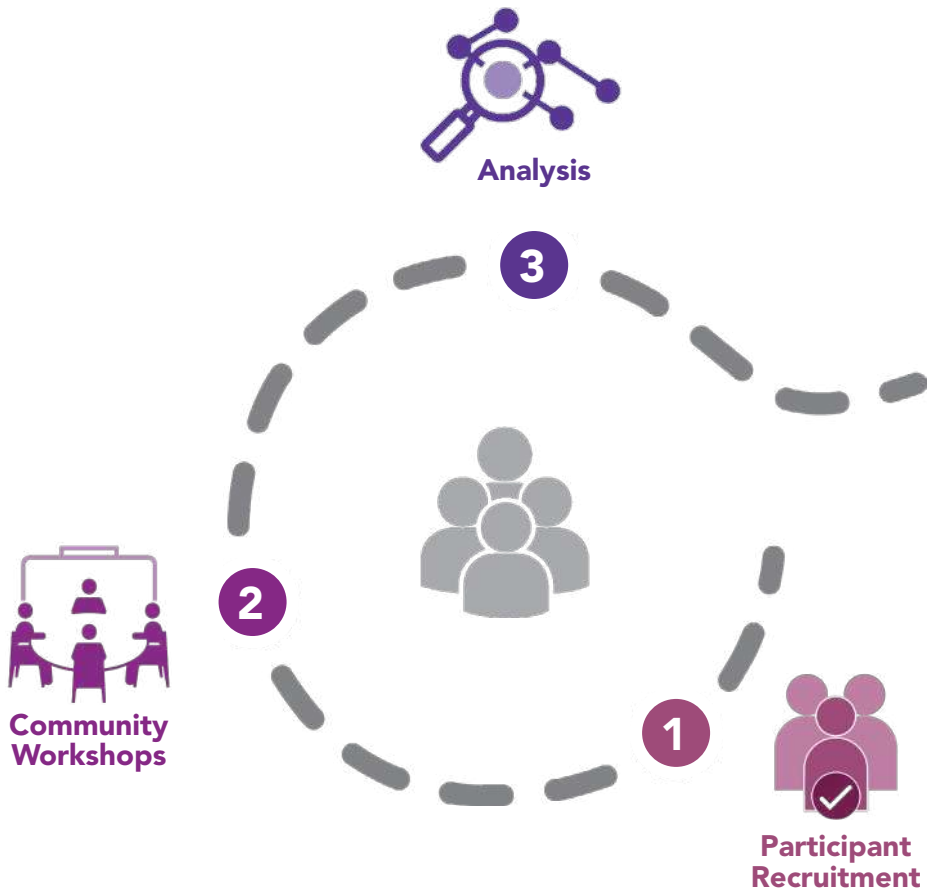 Analysis
3
2
Community
Workshops
1
Participant
Recruitment